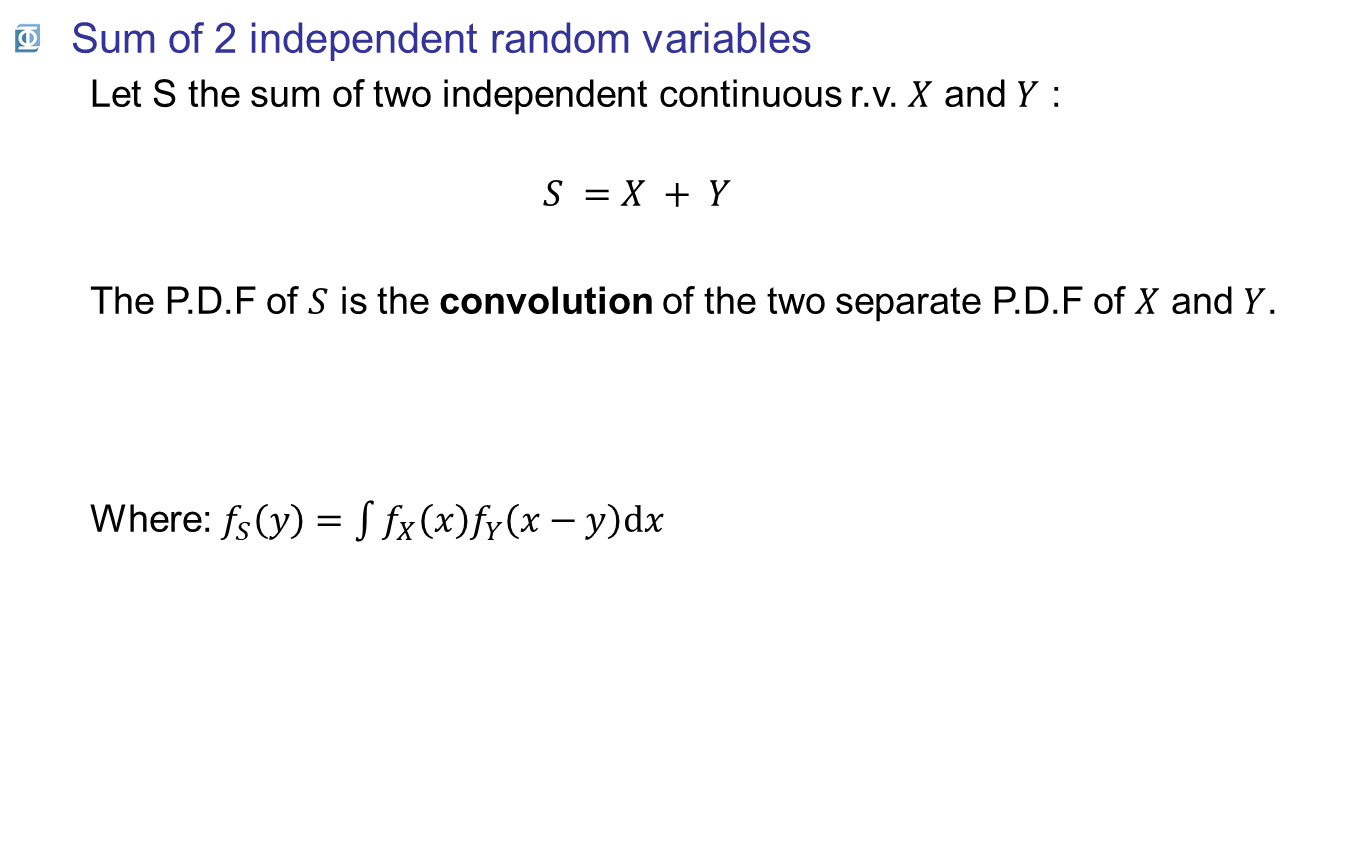 Sum of 2 independent random variables
Let S the sum of two independent continuous r.v. X and Y :
S = X + Y
The P.D.F of S is the convolution of the two separate P.D.F of X and Y.
Where: f_S(y) = ∫ f_X(x)f_Y(x − y)dx